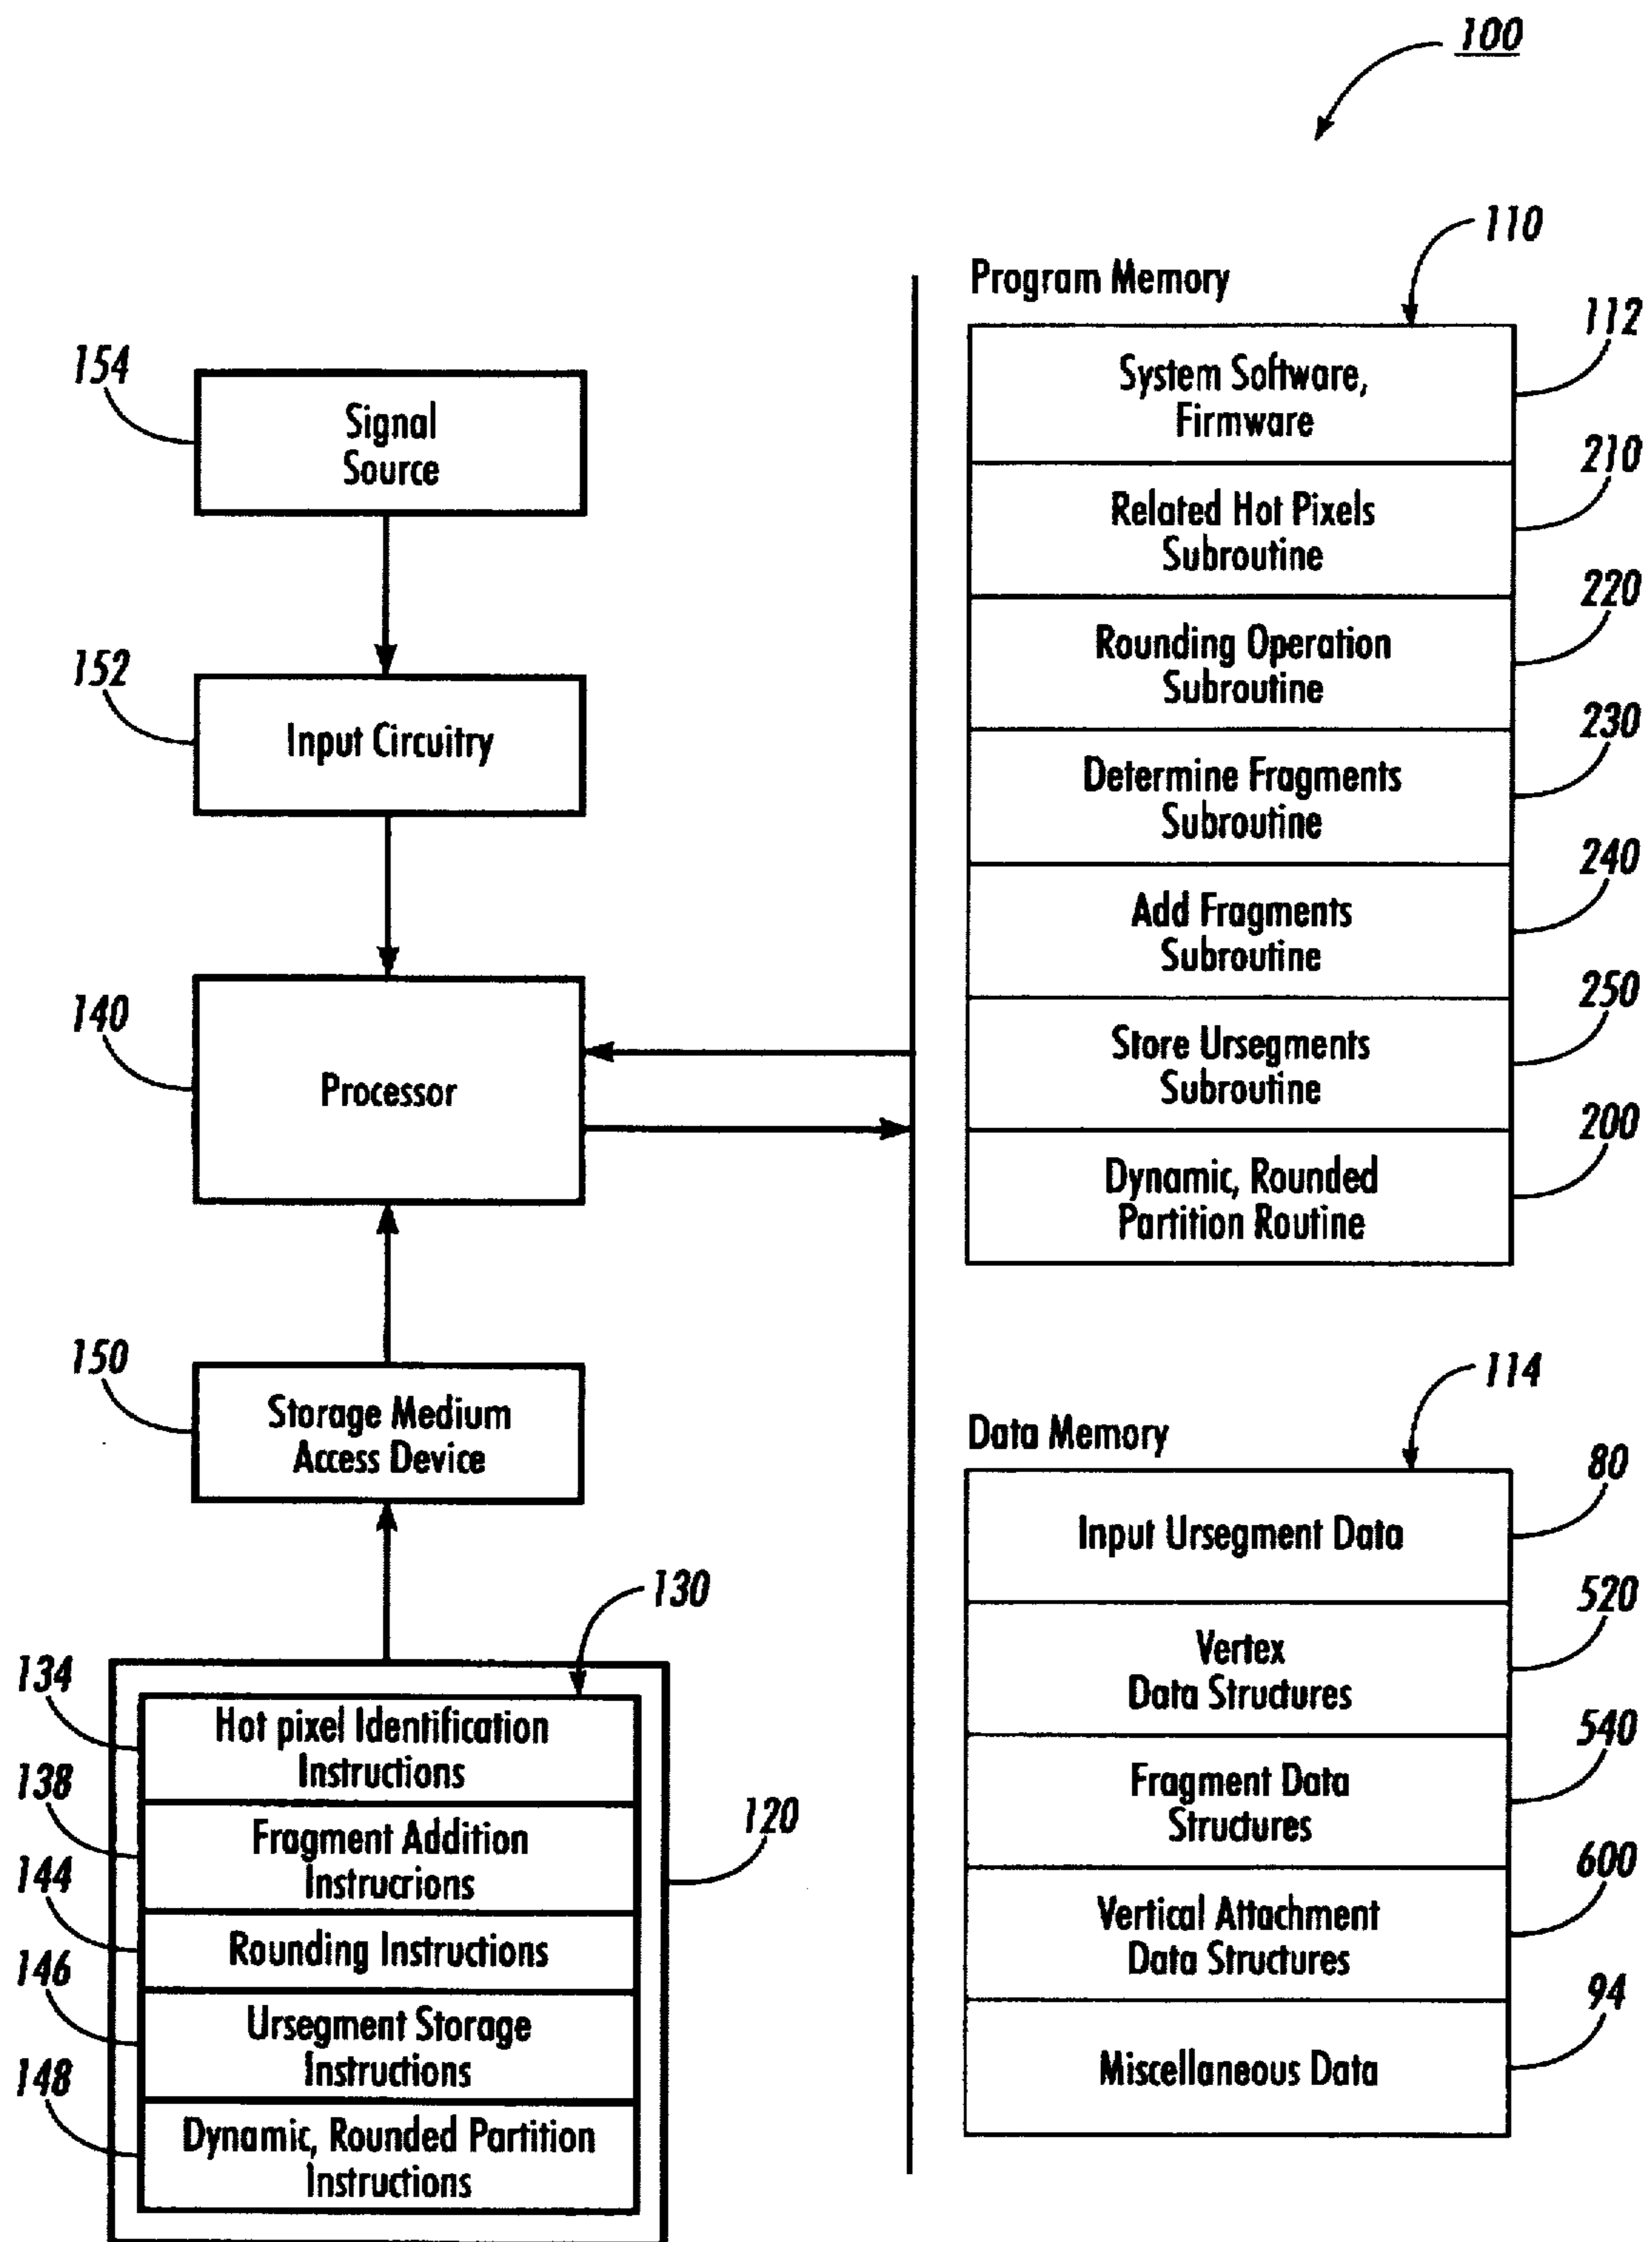 100
110
Program Memory
112
System Software,
Firmware
210
Related Hot Pixels
Subroutine
220
Rounding Operation
Subroutine
230
Determine Fragments
Subroutine
240
Add Fragments
Subroutine
250
Store Ursegments
Subroutine
200
Dynamic, Rounded
Partition Routine
154
Signal
Source
152
Input Circuitry
140
Processor
150
Storage Medium
Access Device
130
134
Hot pixel Identification
Instructions
138
Fragment Addition
Instrucrions
120
144
Rounding Instructions
146
Ursegment Storage
Instructions
148
Dynamic, Rounded Partition
Instructions
114
Data Memory
80
Input Ursegment Data
520
Vertex
Data Structures
540
Fragment Data
Structures
600
Vertical Attachment
Data Structures
94
Miscellaneous Data